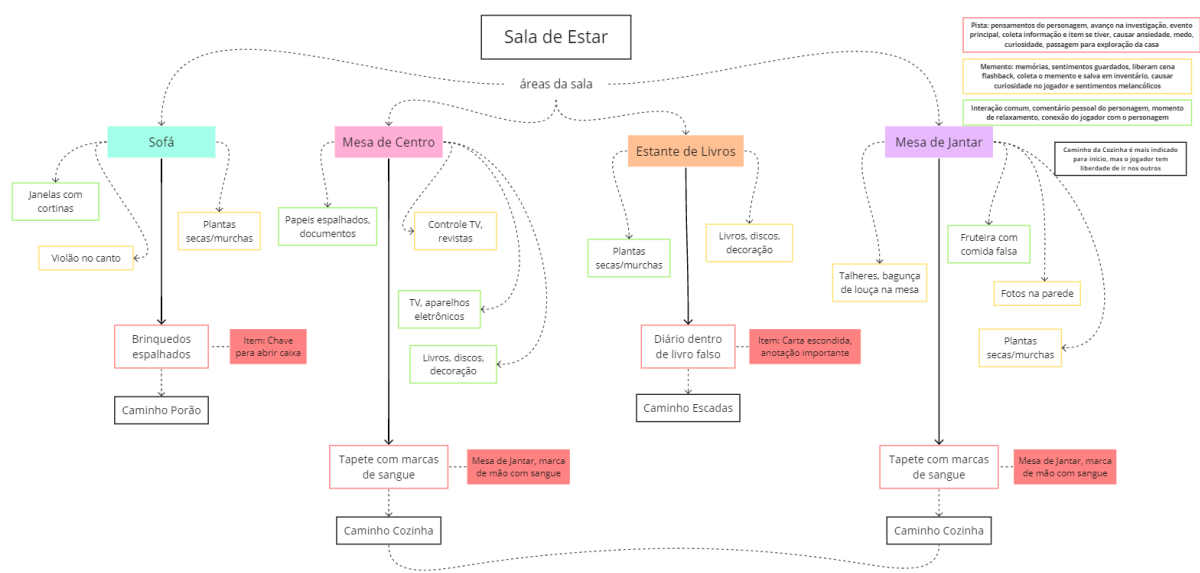 Sala de Estar
Pista: pensamentos do personagem, avanço na investigação, evento
principal, coleta informação e item se tiver, causar ansiedade, medo,
curiosidade, passagem para exploração da casa
Memento: memórias, sentimentos guardados, liberam cena
flashback, coleta o memento e salva em inventário, causar
curiosidade no jogador e sentimentos melancólicos
Interação comum, comentário pessoal do personagem, momento
de relaxamento, conexão do jogador com o personagem
Caminho da Cozinha é mais indicado
para inicio, mas o jogador tem
liberdade de ir nos outros
áreas da sala
Sofá
Mesa de Centro
Estante de Livros
Mesa de Jantar
Janelas com
cortinas
Violão no canto
Plantas
secas/murchas
Brinquedos
espalhados
Item: Chave
para abrir caixa
Caminho Porão
Papeis espalhados,
documentos
Controle TV,
revistas
TV, aparelhos
eletrônicos
Livros, discos,
decoração
Tapete com marcas
de sangue
Mesa de Jantar, marca
de mão com sangue
Caminho Cozinha
Plantas
secas/murchas
Livros, discos,
decoração
Diário dentro
de livro falso
Item: Carta escondida,
anotação importante
Caminho Escadas
Talheres, bagunça
de louça na mesa
Fruteira com
comida falsa
Fotos na parede
Plantas
secas/murchas
Tapete com marcas
de sangue
Mesa de Jantar, marca
de mão com sangue
Caminho Cozinha